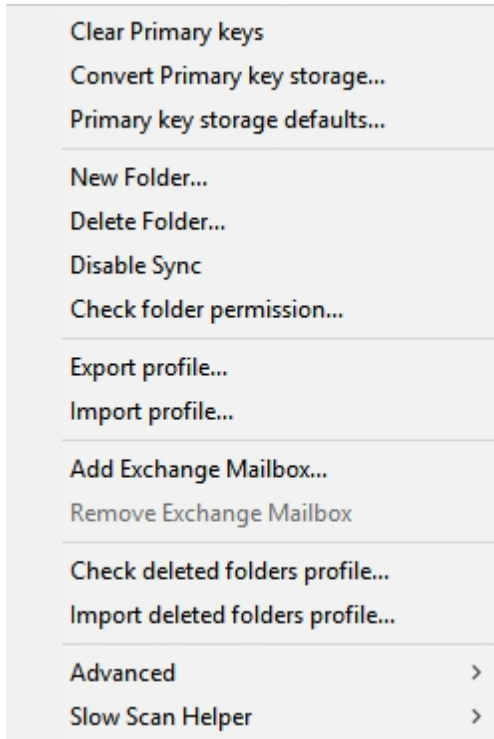 Clear Primary keys
Convert Primary key storage...
Primary key storage defaults...
New Folder...
Delete Folder...
Disable Sync
Check folder permission...
Export profile...
Import profile...
Add Exchange Mailbox...
Remove Exchange Mailbox
Check deleted folders profile...
Import deleted folders profile...
Advanced
Slow Scan Helper